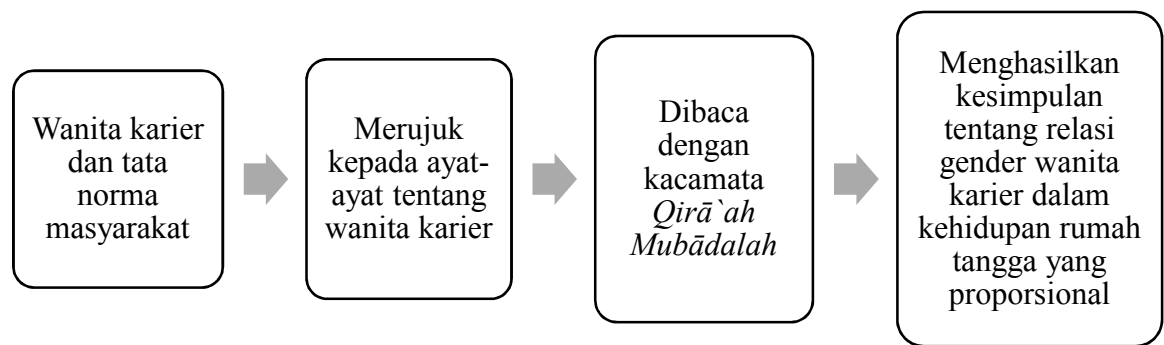 Wanita karier
dan tata
norma
masyarakat
Merujuk
kepada ayat-
ayat tentang
wanita karier
Dibaca
dengan
kacamata
Qirā`ah
Mubādalah
Menghasilkan
kesimpulan
tentang relasi
gender wanita
karier dalam
kehidupan rumah
tangga yang
proporsional